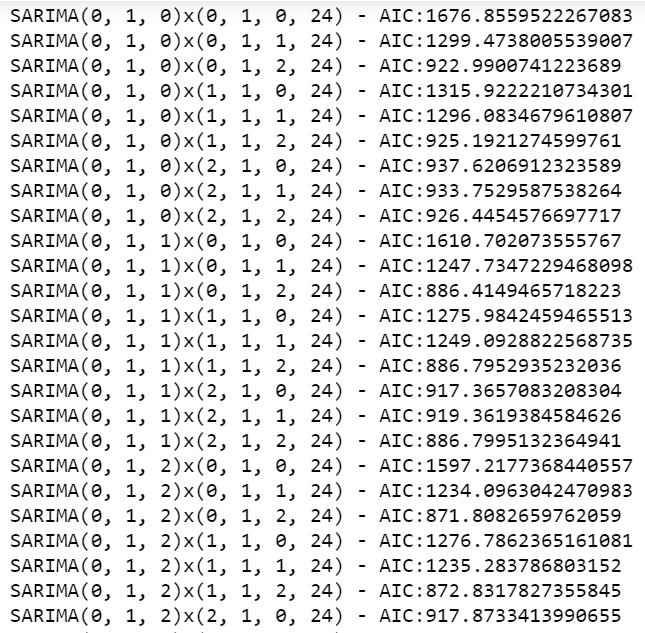 SARIMA(0, 1, 0)x(0, 1, 0, 24) - AIC:1676.8559522267083
SARIMA(0, 1, 0)x(0, 1, 1, 24) - AIC:1299.4738005539007
SARIMA(0, 1, 0)x(0, 1, 2, 24) - AIC:922.9900741223689
SARIMA(0, 1, 0)x(1, 1, 0, 24) - AIC:1315.9222210734301
SARIMA(0, 1, 0)x(1, 1, 1, 24) - AIC:1296.0834679610807
SARIMA(0, 1, 0)x(1, 1, 2, 24) - AIC:925.1921274599761
SARIMA(0, 1, 0)x(2, 1, 0, 24) - AIC:937.6206912323589
SARIMA(0, 1, 0)x(2, 1, 1, 24) - AIC:933.7529587538264
SARIMA(0, 1, 0)x(2, 1, 2, 24) - AIC:926.4454576697717
SARIMA(0, 1, 1)x(0, 1, 0, 24) - AIC:1610.702073555767
SARIMA(0, 1, 1)x(0, 1, 1, 24) - AIC:1247.7347229468098
SARIMA(0, 1, 1)x(0, 1, 2, 24) - AIC:886.4149465718223
SARIMA(0, 1, 1)x(1, 1, 0, 24) - AIC:1275.9842459465513
SARIMA(0, 1, 1)x(1, 1, 1, 24) - AIC:1249.0928822568735
SARIMA(0, 1, 1)x(1, 1, 2, 24) - AIC:886.7952935232036
SARIMA(0, 1, 1)x(2, 1, 0, 24) - AIC:917.3657083208304
SARIMA(0, 1, 1)x(2, 1, 1, 24) - AIC:919.3619384584626
SARIMA(0, 1, 1)x(2, 1, 2, 24) - AIC:886.7995132364941
SARIMA(0, 1, 2)x(0, 1, 0, 24) - AIC:1597.2177368440557
SARIMA(0, 1, 2)x(0, 1, 1, 24) - AIC:1234.0963042470983
SARIMA(0, 1, 2)x(0, 1, 2, 24) - AIC:871.8082659762059
SARIMA(0, 1, 2)x(1, 1, 0, 24) - AIC:1276.7862365161081
SARIMA(0, 1, 2)x(1, 1, 1, 24) - AIC:1235.283786803152
SARIMA(0, 1, 2)x(1, 1, 2, 24) - AIC:872.8317827355845
SARIMA(0, 1, 2)x(2, 1, 0, 24) - AIC:917.8733413990655